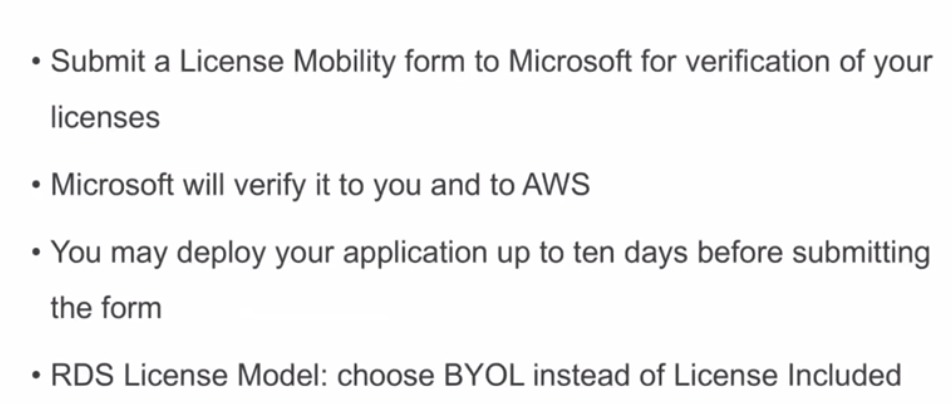 • Submit a License Mobility form to Microsoft for verification of your
licenses
• Microsoft will verify it to you and to AWS
• You may deploy your application up to ten days before submitting
the form
• RDS License Model: choose BYOL instead of License Included